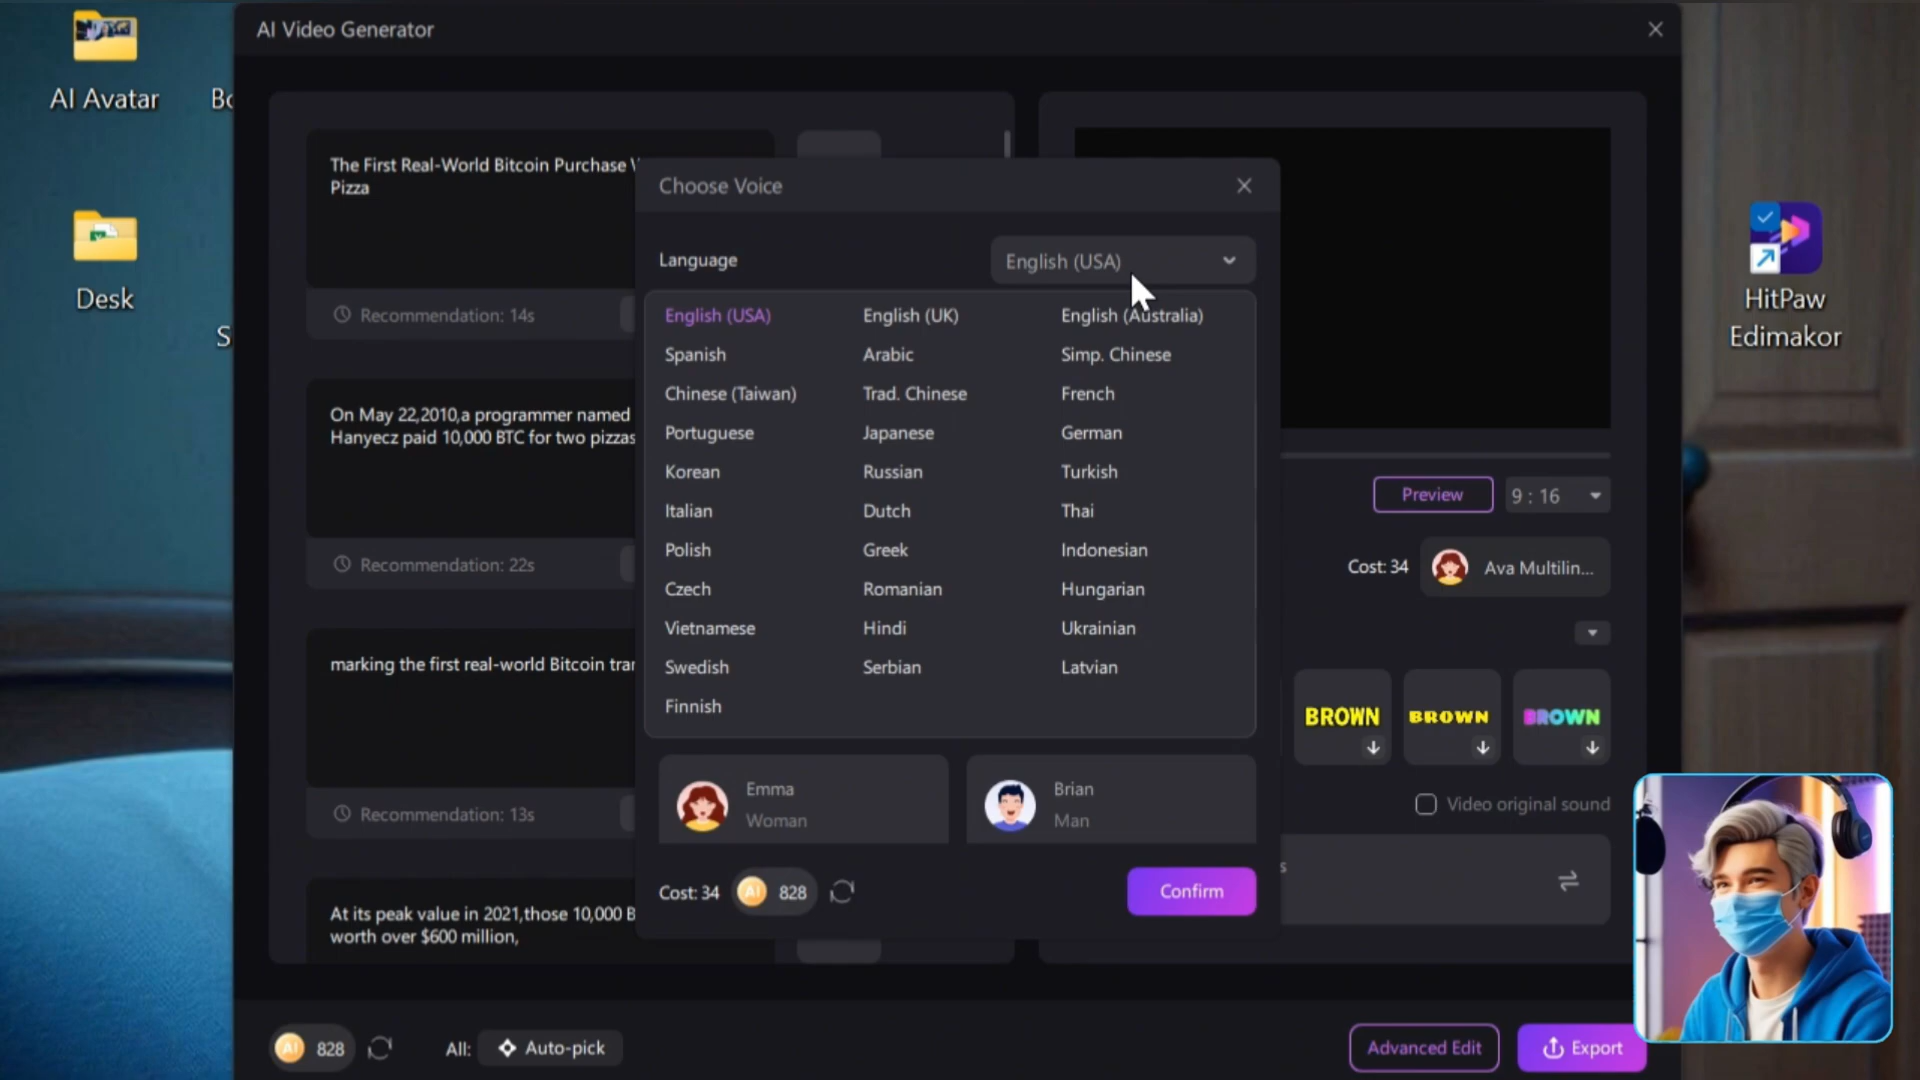 AI Video Generator
AI Avatar
Desk
The First Real-World Bitcoin Purchase
Pizza
Recommendation: 14s
On May 22,2010,a programmer named
Hanyecz paid 10,000 BTC for two pizzas
Recommendation: 22s
marking the first real-world Bitcoin
Recommendation: 13s
At its peak value in 2021,those 10,000
worth over $600 million,
Choose Voice
Language
English (USA)
English (USA) English (UK) English (Australia)
Spanish Arabic Simp. Chinese
Chinese (Taiwan) Trad. Chinese French
Portuguese Japanese German
Korean Russian Turkish
Italian Dutch Thai
Polish Greek Indonesian
Czech Romanian Hungarian
Vietnamese Hindi Ukrainian
Swedish Serbian Latvian
Finnish
Emma
Woman
Brian
Man
Cost: 34
AI 828
Confirm
Preview
9 : 16
Cost: 34
Ava Multilin...
BROWN BROWN BROWN
Video original sound
AI 828
All:
Auto-pick
Advanced Edit
Export
HitPaw
Edimakor